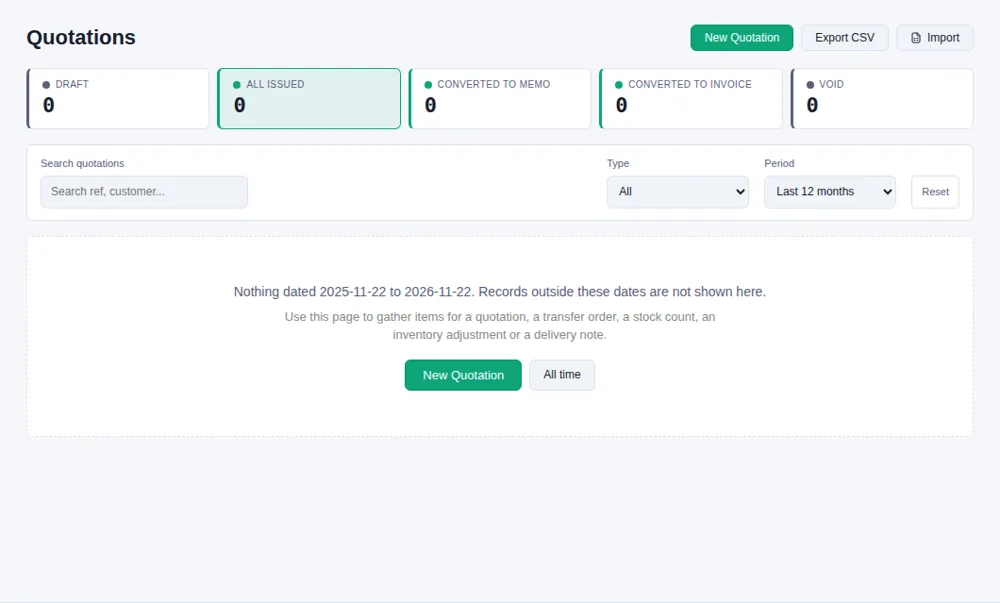 Quotations
New Quotation
Export CSV
Import
DRAFT
0
ALL ISSUED
0
CONVERTED TO MEMO
0
CONVERTED TO INVOICE
0
VOID
0
Search quotations
Search ref, customer...
Type
All
Period
Last 12 months
Reset
Nothing dated 2025-11-22 to 2026-11-22. Records outside these dates are not shown here.
Use this page to gather items for a quotation, a transfer order, a stock count, an
inventory adjustment or a delivery note.
New Quotation
All time